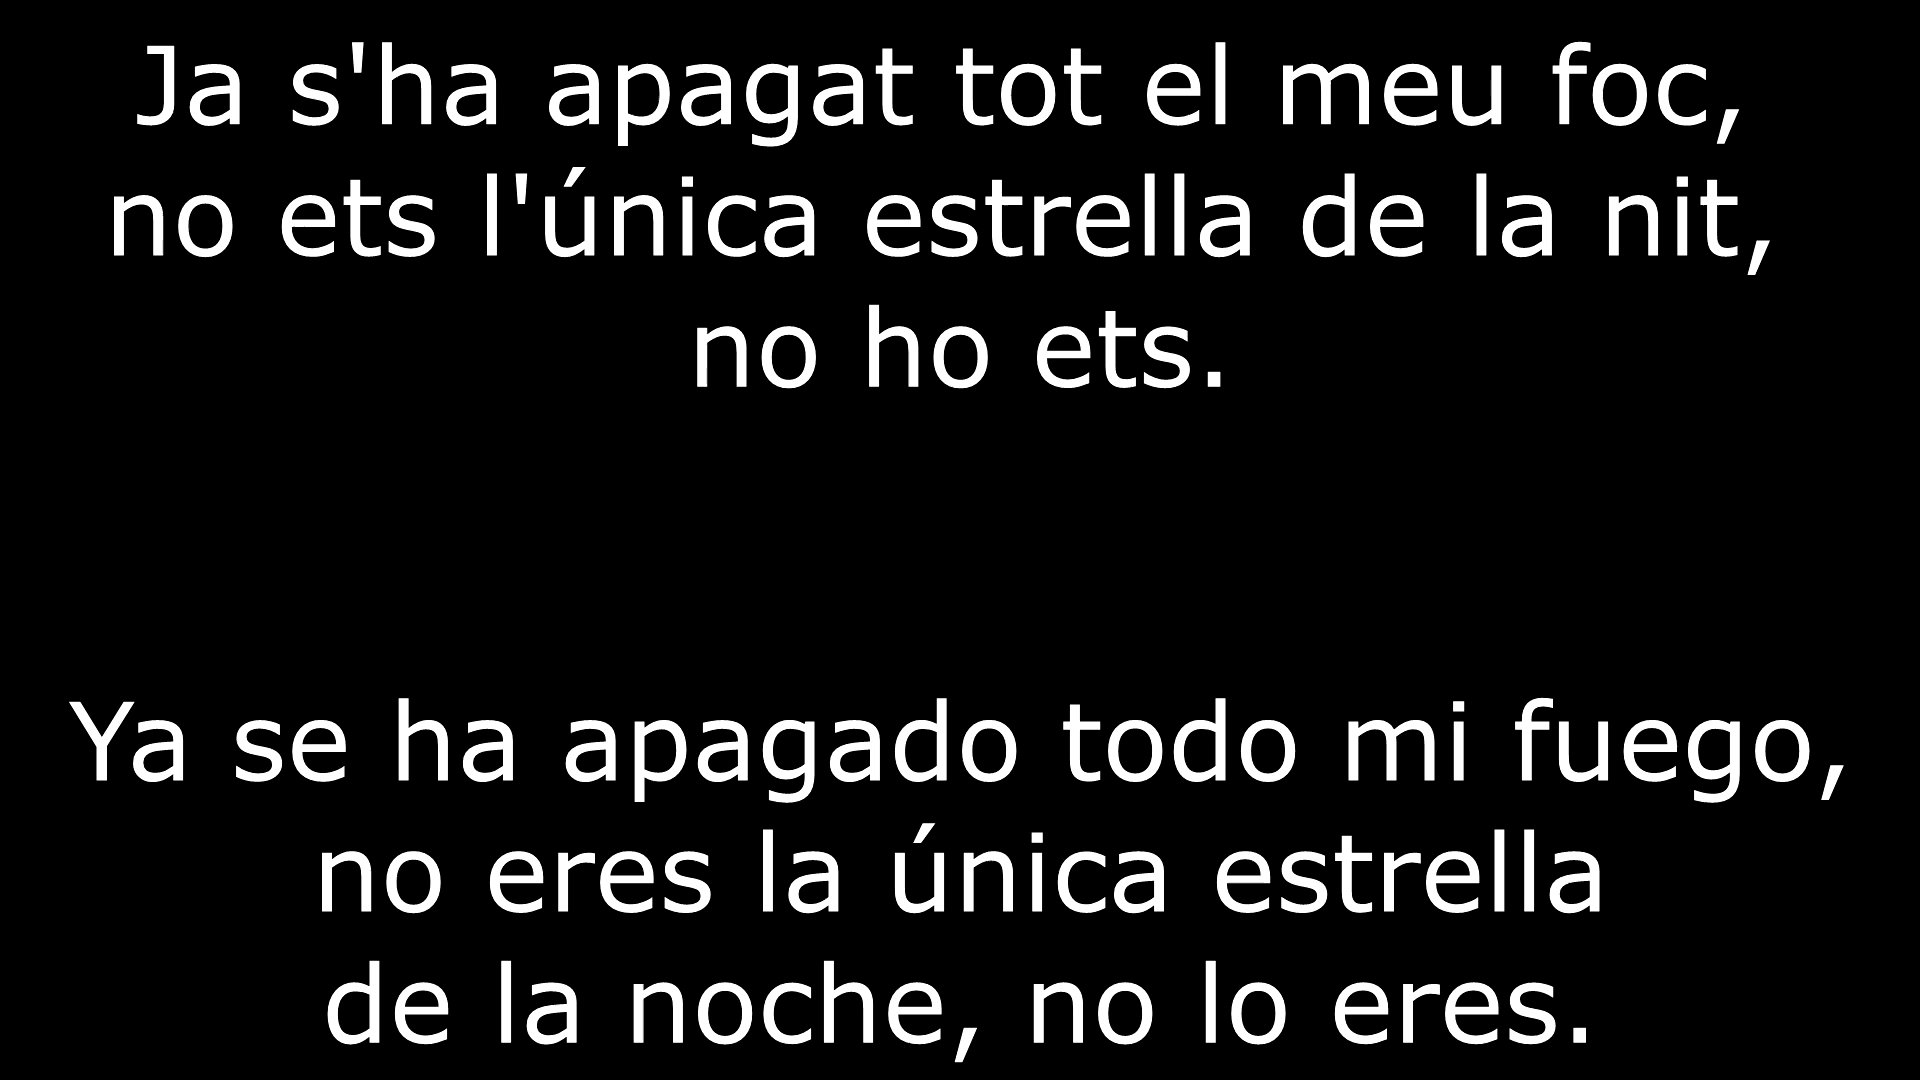 Ja s'ha apagat tot el meu foc,
no ets l'única estrella de la nit,
no ho ets.
Ya se ha apagado todo mi fuego,
no eres la única estrella
de la noche, no lo eres.